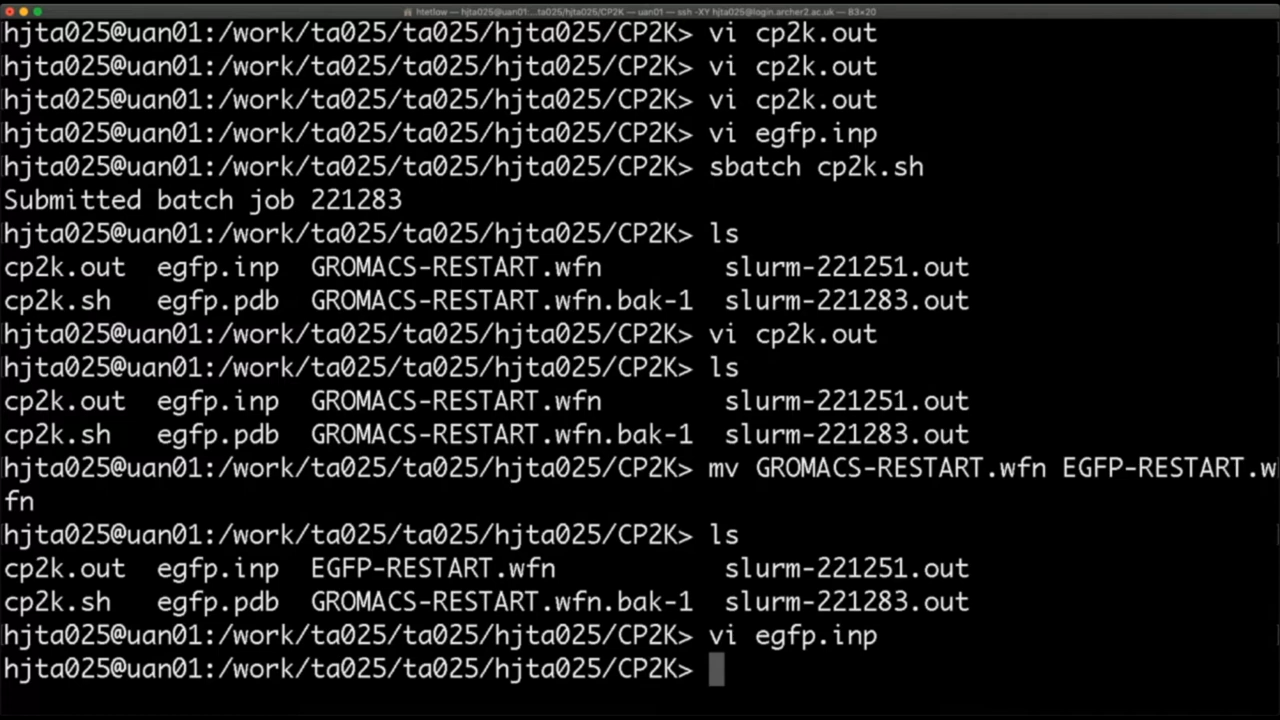 htetlow — hjta025@uan01:...ta025/hjta025/CP2K — uan01 — ssh -XY hjta025@login.archer2.ac.uk — 83×20
hjta025@uan01:/work/ta025/ta025/hjta025/CP2K> vi cp2k.out
hjta025@uan01:/work/ta025/ta025/hjta025/CP2K> vi cp2k.out
hjta025@uan01:/work/ta025/ta025/hjta025/CP2K> vi cp2k.out
hjta025@uan01:/work/ta025/ta025/hjta025/CP2K> vi egfp.inp
hjta025@uan01:/work/ta025/ta025/hjta025/CP2K> sbatch cp2k.sh
Submitted batch job 221283
hjta025@uan01:/work/ta025/ta025/hjta025/CP2K> ls
cp2k.out  egfp.inp  GROMACS-RESTART.wfn        slurm-221251.out
cp2k.sh   egfp.pdb  GROMACS-RESTART.wfn.bak-1  slurm-221283.out
hjta025@uan01:/work/ta025/ta025/hjta025/CP2K> vi cp2k.out
hjta025@uan01:/work/ta025/ta025/hjta025/CP2K> ls
cp2k.out  egfp.inp  GROMACS-RESTART.wfn        slurm-221251.out
cp2k.sh   egfp.pdb  GROMACS-RESTART.wfn.bak-1  slurm-221283.out
hjta025@uan01:/work/ta025/ta025/hjta025/CP2K> mv GROMACS-RESTART.wfn EGFP-RESTART.w
fn
hjta025@uan01:/work/ta025/ta025/hjta025/CP2K> ls
cp2k.out  egfp.inp  EGFP-RESTART.wfn           slurm-221251.out
cp2k.sh   egfp.pdb  GROMACS-RESTART.wfn.bak-1  slurm-221283.out
hjta025@uan01:/work/ta025/ta025/hjta025/CP2K> vi egfp.inp
hjta025@uan01:/work/ta025/ta025/hjta025/CP2K>